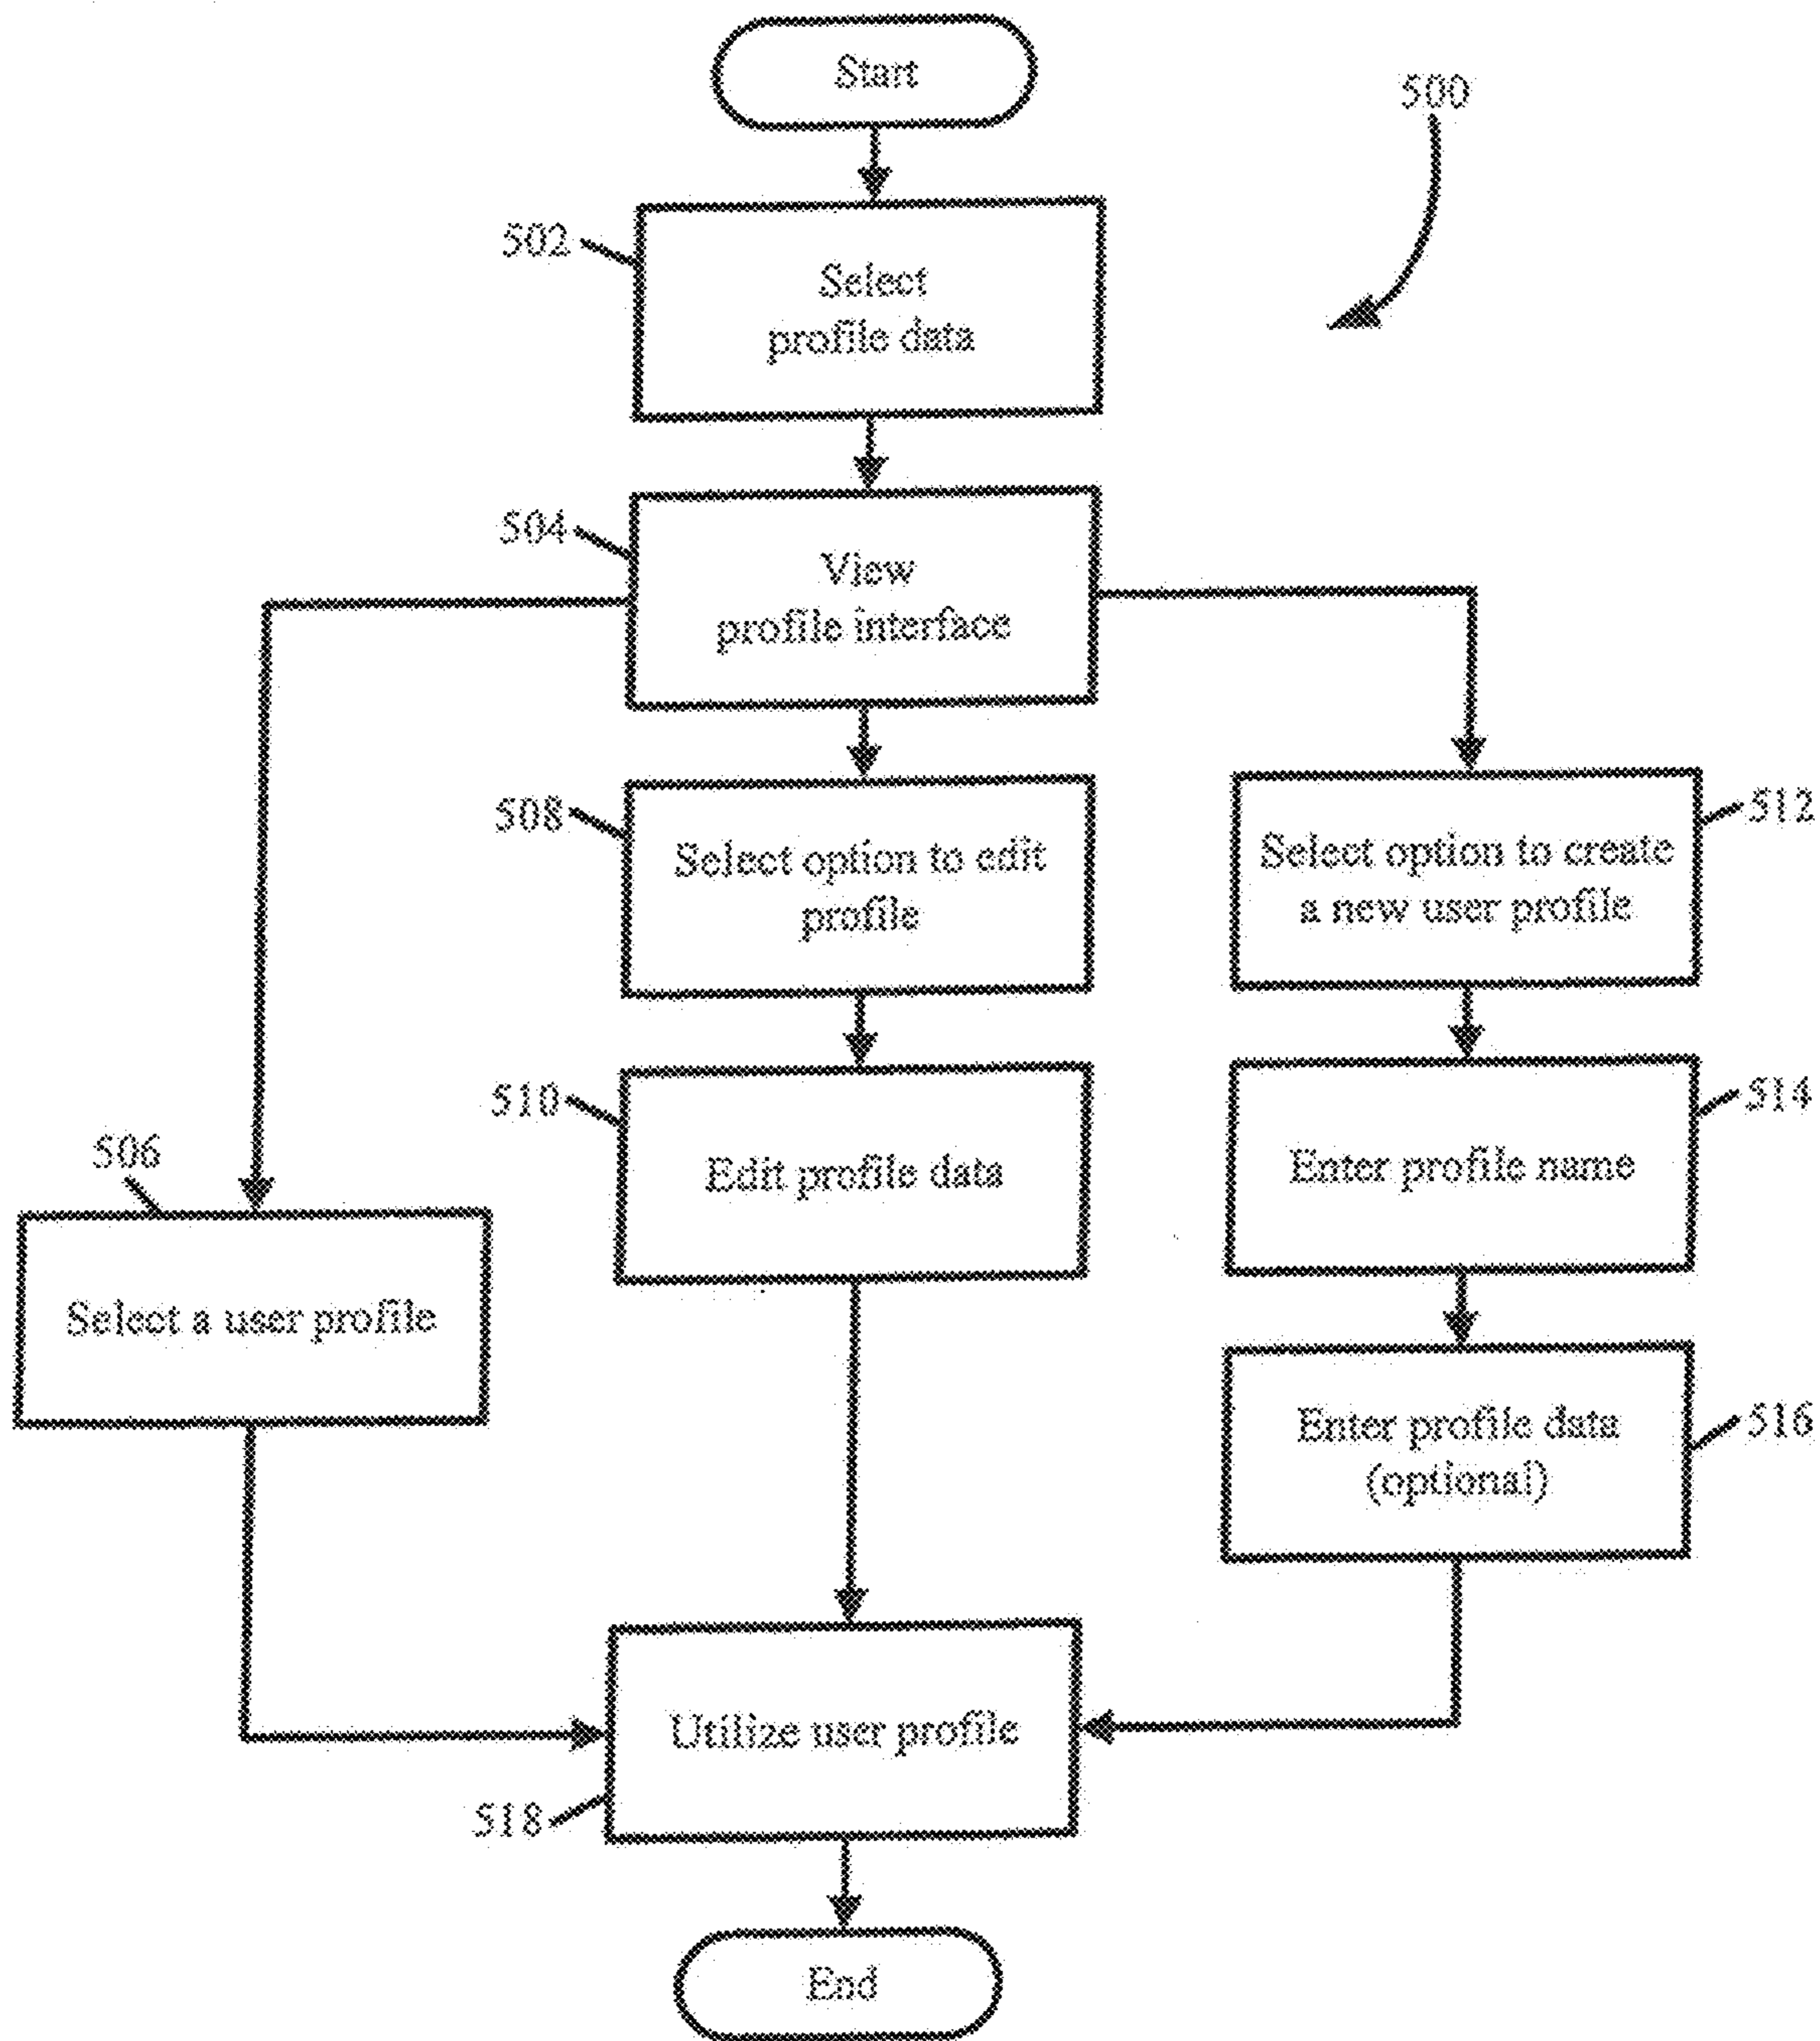 Start
500
502
Select
profile data
504
View
profile interface
508
Select option to edit
profile
512
Select option to create
a new user profile
510
Edit profile data
514
Enter profile name
506
Select a user profile
516
Enter profile data
(optional)
Utilize user profile
518
End